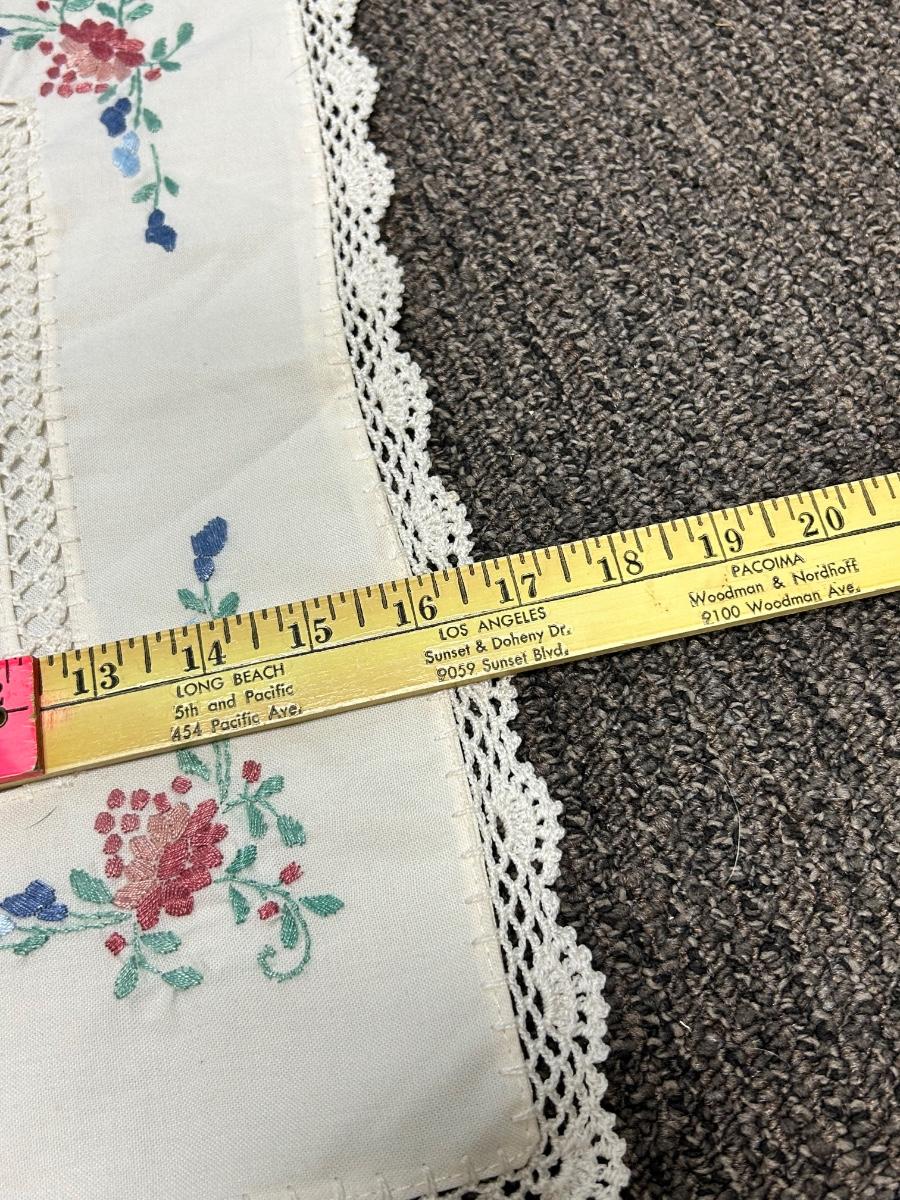 13 14 15 16 17 18 19 20
LONG BEACH
5th and Pacific
454 Pacific Ave.
LOS ANGELES
Sunset & Doheny Dr.
9059 Sunset Blvd.
PACOIMA
Woodman & Nordhoff
9100 Woodman Ave.